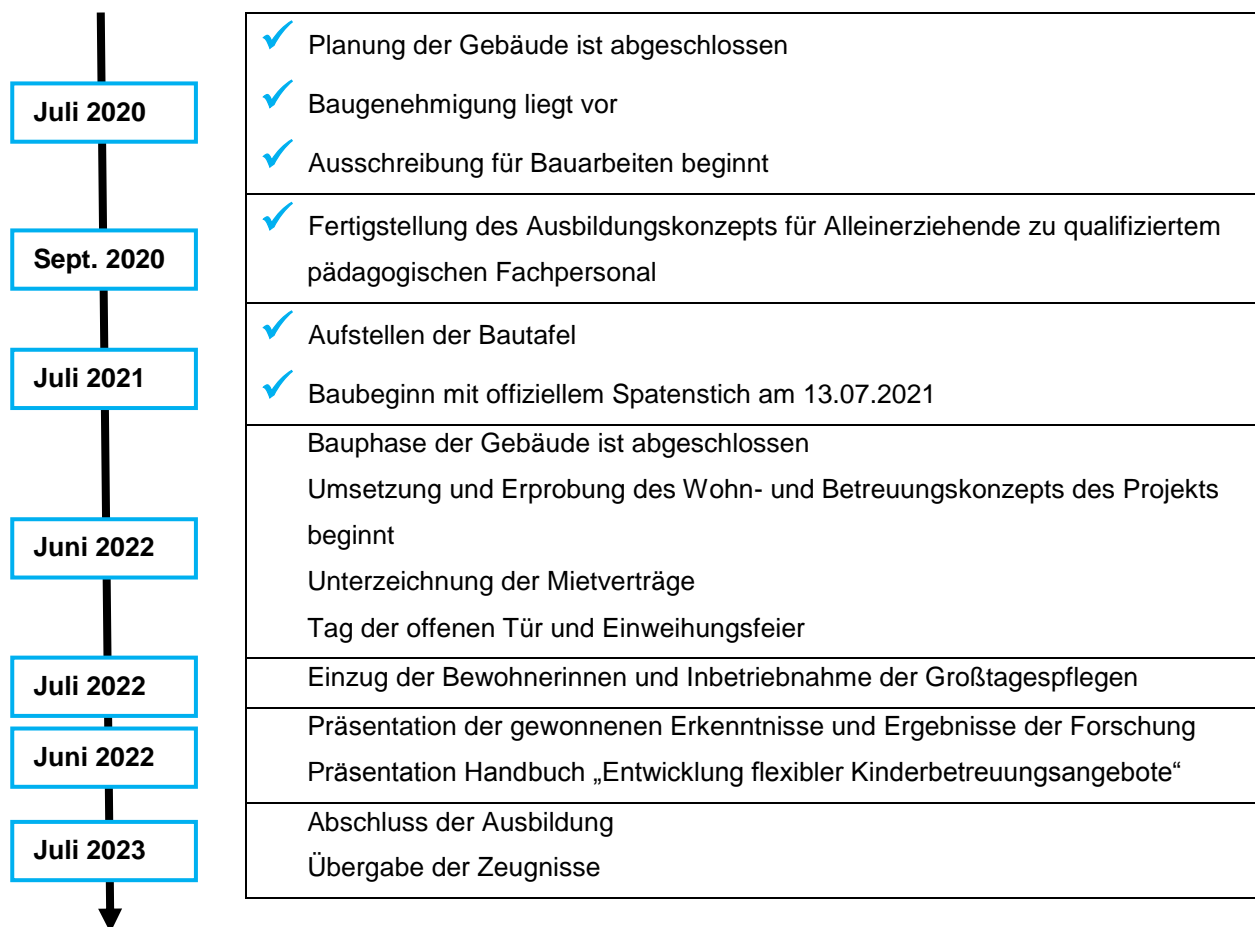 Juli 2020
Planung der Gebäude ist abgeschlossen
Baugenehmigung liegt vor
Ausschreibung für Bauarbeiten beginnt
Sept. 2020
Fertigstellung des Ausbildungskonzepts für Alleinerziehende zu qualifiziertem
pädagogischen Fachpersonal
Juli 2021
Aufstellen der Bautafel
Baubeginn mit offiziellem Spatenstich am 13.07.2021
Juni 2022
Bauphase der Gebäude ist abgeschlossen
Umsetzung und Erprobung des Wohn- und Betreuungskonzepts des Projekts
beginnt
Unterzeichnung der Mietverträge
Tag der offenen Tür und Einweihungsfeier
Juli 2022
Einzug der Bewohnerinnen und Inbetriebnahme der Großtagespflegen
Juni 2022
Präsentation der gewonnenen Erkenntnisse und Ergebnisse der Forschung
Präsentation Handbuch „Entwicklung flexibler Kinderbetreuungsangebote“
Juli 2023
Abschluss der Ausbildung
Übergabe der Zeugnisse